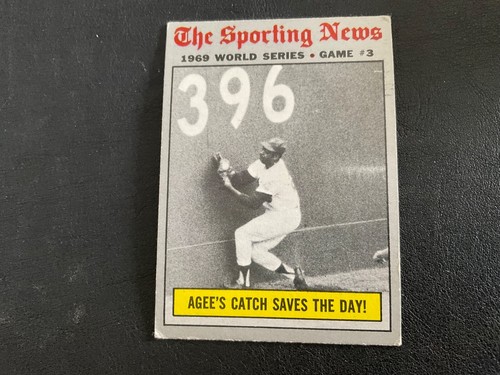 The Sporting News
1969 WORLD SERIES • GAME #3
396
AGEE'S CATCH SAVES THE DAY!